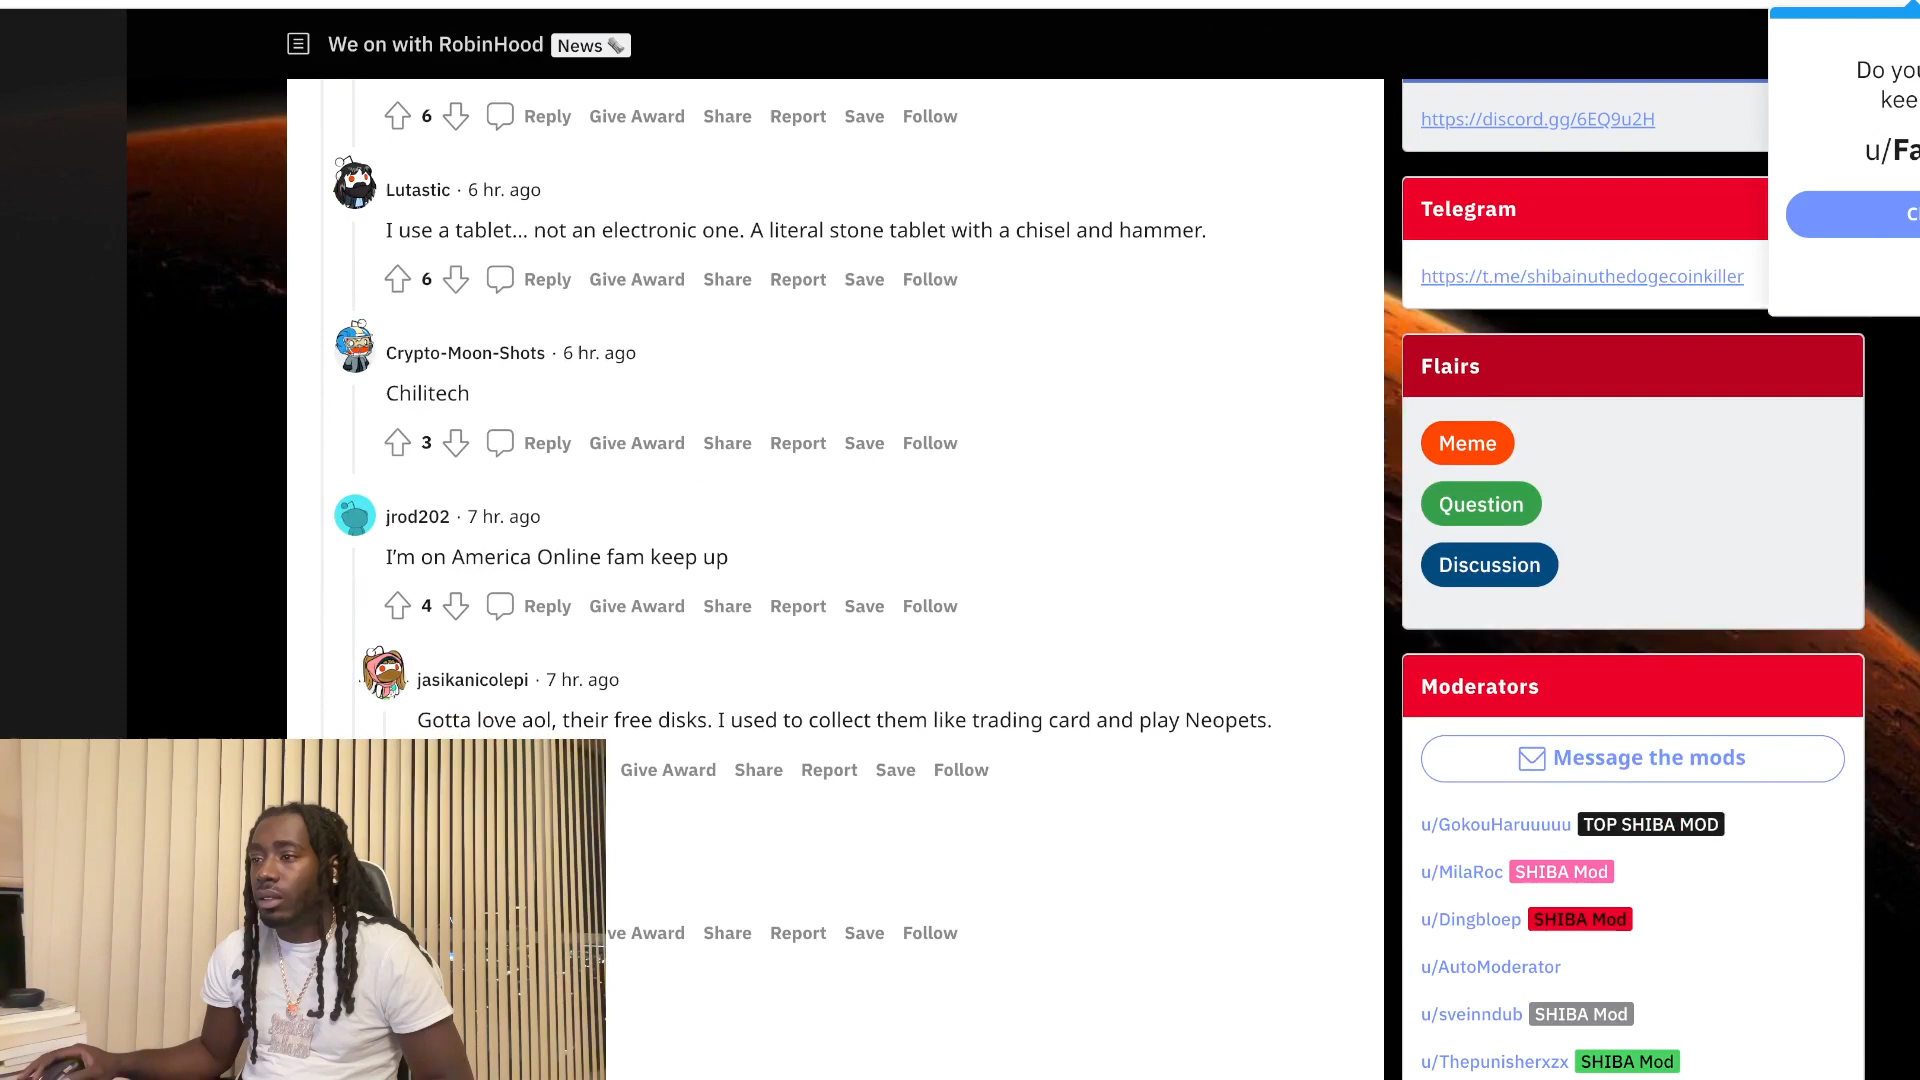 We on with RobinHood News
6 Reply Give Award Share Report Save Follow
Lutastic · 6 hr. ago
I use a tablet... not an electronic one. A literal stone tablet with a chisel and hammer.
6 Reply Give Award Share Report Save Follow
Crypto-Moon-Shots · 6 hr. ago
Chilitech
3 Reply Give Award Share Report Save Follow
jrod202 · 7 hr. ago
I’m on America Online fam keep up
4 Reply Give Award Share Report Save Follow
jasikanicolepi · 7 hr. ago
Gotta love aol, their free disks. I used to collect them like trading card and play Neopets.
Give Award Share Report Save Follow
ve Award Share Report Save Follow
https://discord.gg/6EQ9u2H
Telegram
https://t.me/shibainuthedogecoinkiller
Flairs
Meme
Question
Discussion
Moderators
Message the mods
u/GokouHaruuuuu TOP SHIBA MOD
u/MilaRoc SHIBA Mod
u/Dingbloep SHIBA Mod
u/AutoModerator
u/sveinndub SHIBA Mod
u/Thepunisherxzx SHIBA Mod
Do you
kee
u/Fa